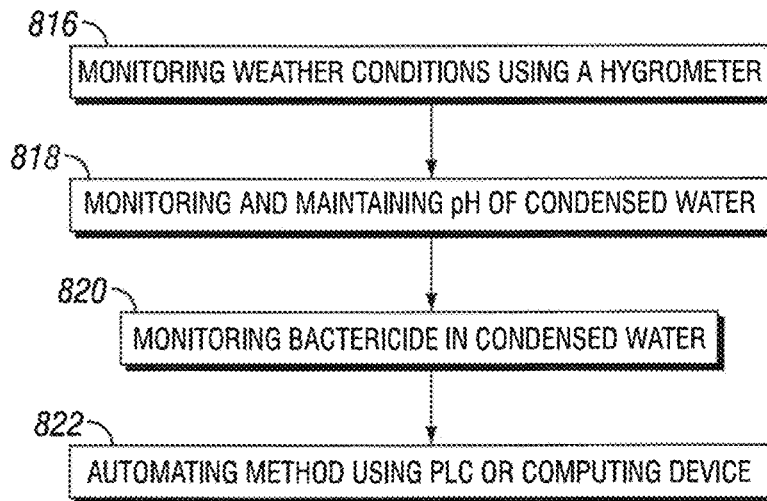 816
MONITORING WEATHER CONDITIONS USING A HYGROMETER
818
MONITORING AND MAINTAINING pH OF CONDENSED WATER
820
MONITORING BACTERICIDE IN CONDENSED WATER
822
AUTOMATING METHOD USING PLC OR COMPUTING DEVICE